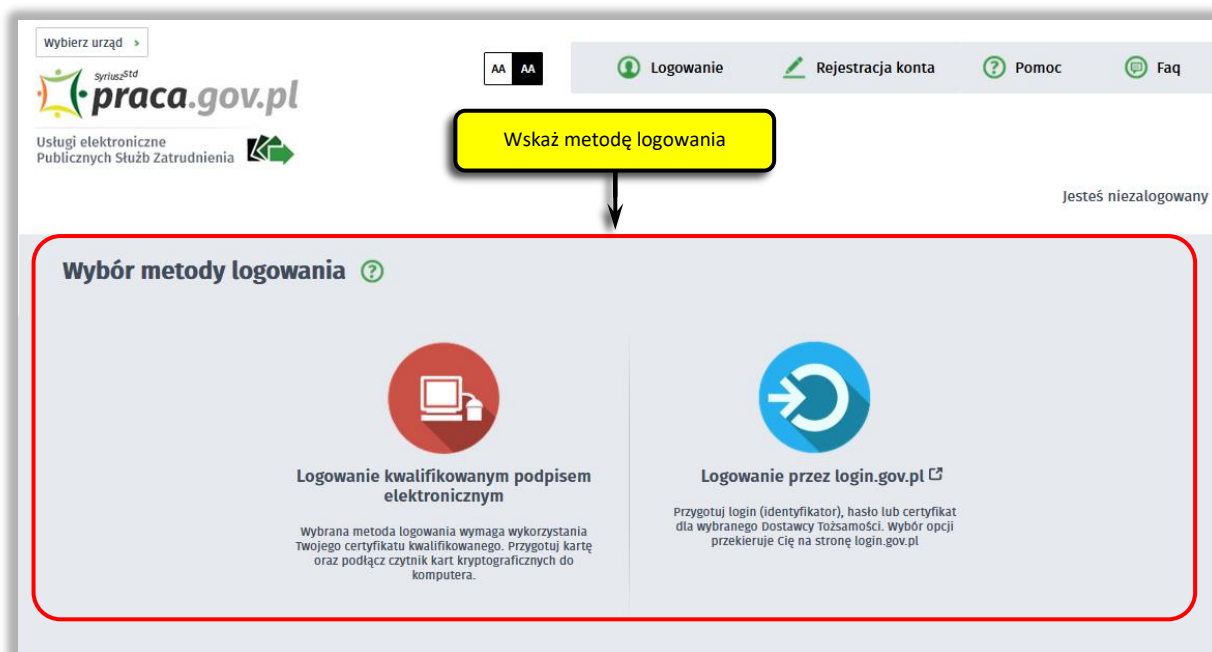 Wybierz urząd
AA AA
Logowanie
Rejestracja konta
Pomoc
Faq
Syriusz Std
praca.gov.pl
Usługi elektroniczne
Publicznych Służb Zatrudnienia
Wskaż metodę logowania
Jesteś niezalogowany
Wybór metody logowania
Logowanie kwalifikowanym podpisem
elektronicznym
Wybrana metoda logowania wymaga wykorzystania
Twojego certyfikatu kwalifikowanego. Przygotuj kartę
oraz podłącz czytnik kart kryptograficznych do
komputera.
Logowanie przez login.gov.pl
Przygotuj login (identyfikator), hasło lub certyfikat
dla wybranego Dostawcy Tożsamości. Wybór opcji
przekieruje Cię na stronę login.gov.pl